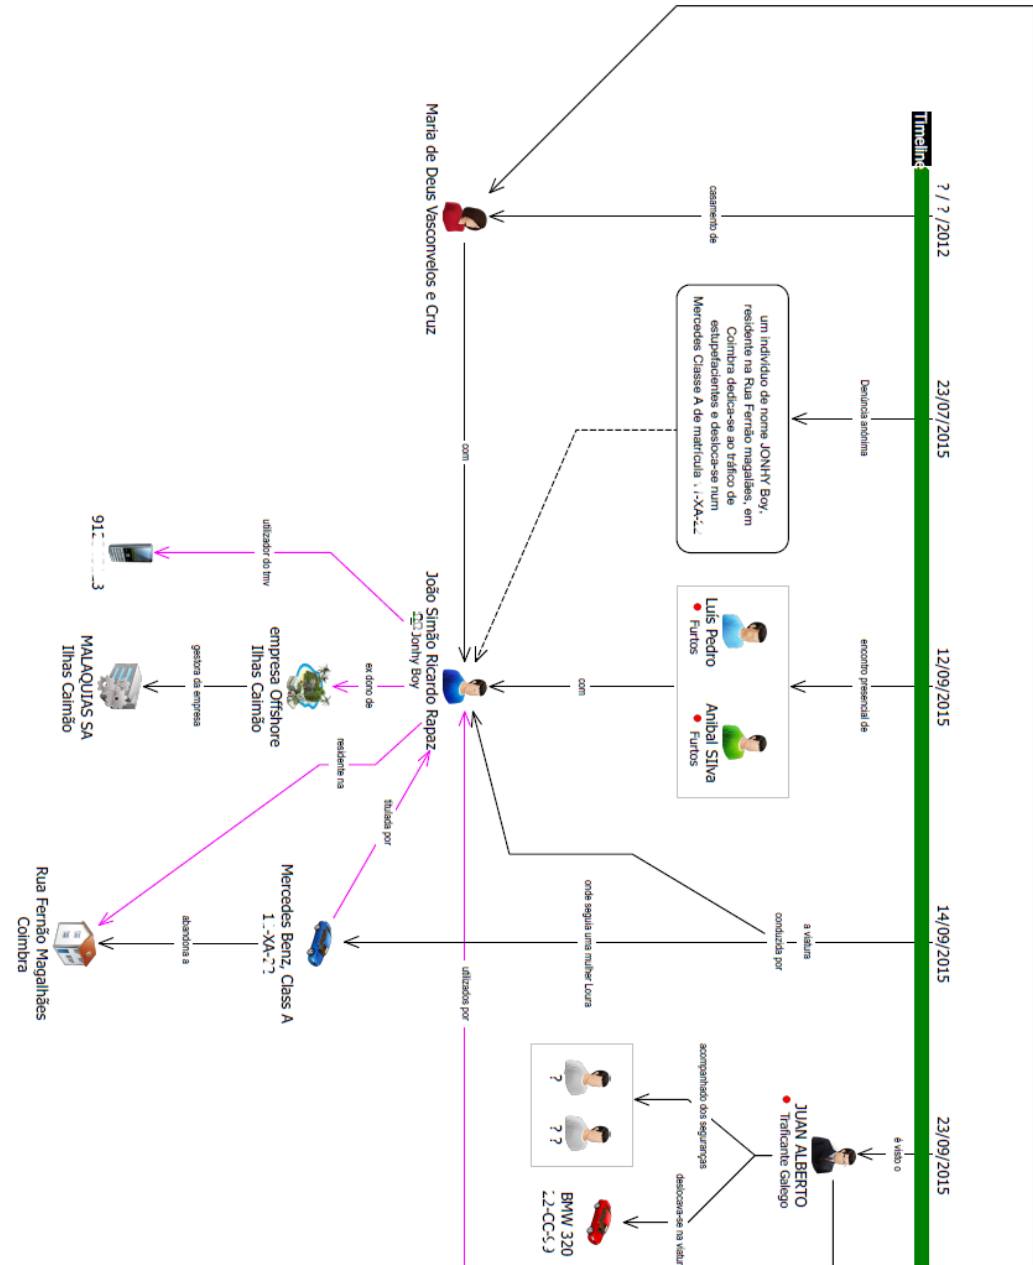 Timeline
? / ? /2012
23/07/2015
12/09/2015
14/09/2015
23/09/2015
casamento de
Denúncia anónima
encontro presencial de
a viatura
conduzida por
onde seguia uma mulher Loura
é visto o
um indivíduo de nome JONHY Boy,
residente na Rua Fernão magalães, em
Coimbra dedica-se ao tráfico de
estupefacientes e desloca-se num
Mercedes Classe A de matrícula
Luís Pedro
Furtos
Anibal SIlva
Furtos
JUAN ALBERTO
Traficante Galego
acompanhado dos seguranças
deslocava-se na viatur
?
? ?
BMW 320
Maria de Deus Vasconvelos e Cruz
com
com
João Simão Ricardo Rapaz
Jonhy Boy
utilizados por
utilizador do tmv
ex dono de
residente na
titulada por
empresa Offshore
Ilhas Caimão
gestora da empresa
MALAQUIAS SA
Ilhas Caimão
Mercedes Benz, Class A
abandona a
Rua Fernão Magalhães
Coimbra